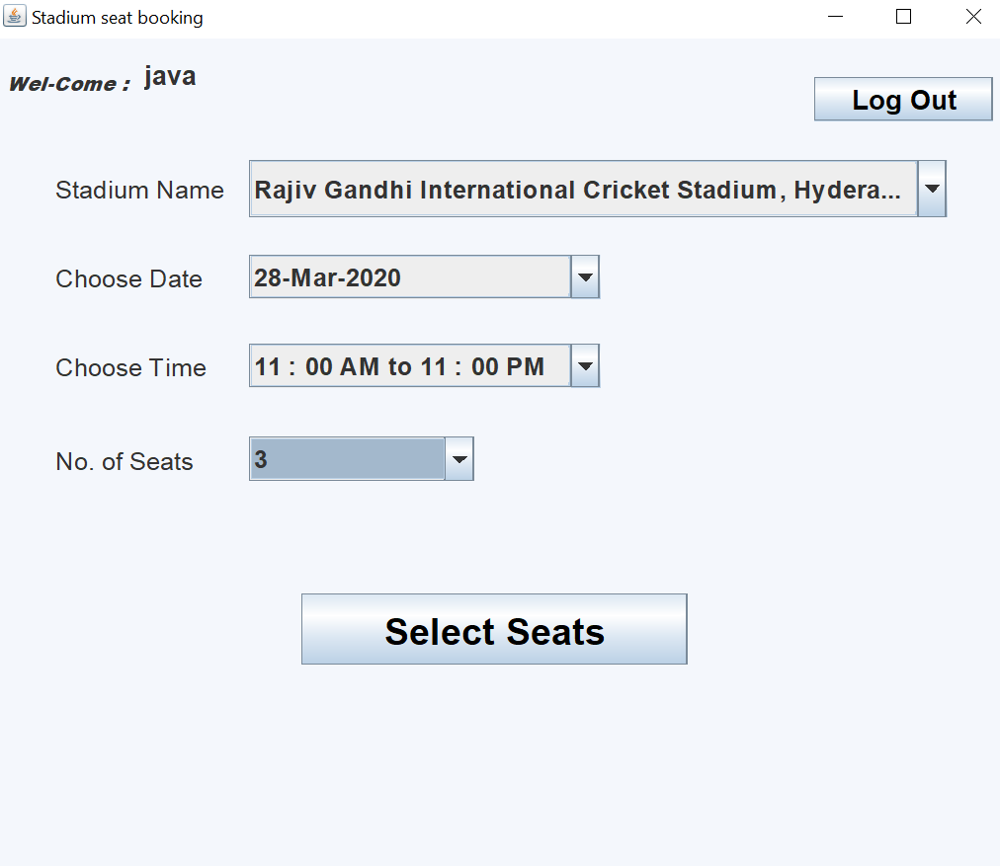 Stadium seat booking
Wel-Come : java
Log Out
Stadium Name Rajiv Gandhi International Cricket Stadium, Hydera...
Choose Date 28-Mar-2020
Choose Time 11 : 00 AM to 11 : 00 PM
No. of Seats 3
Select Seats